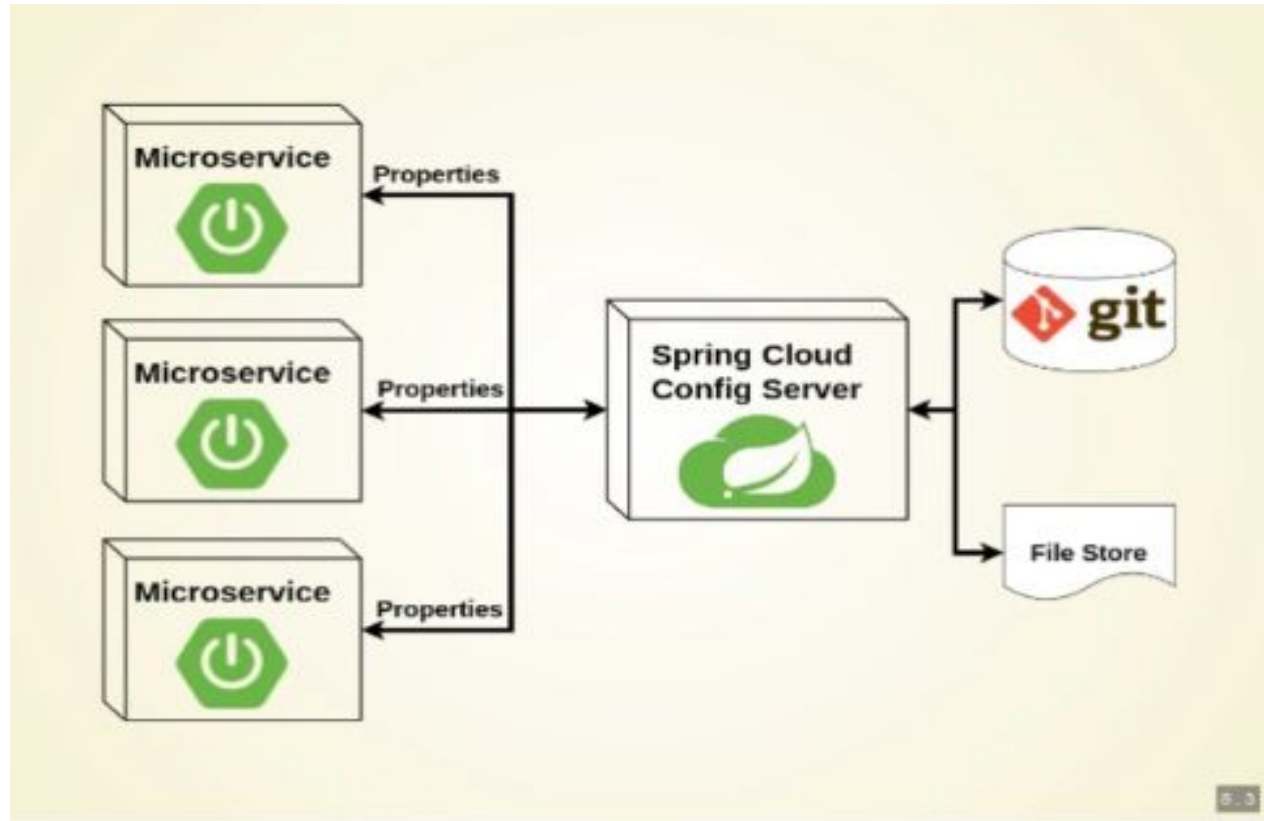 Microservice
Properties
Microservice
Properties
Microservice
Properties
Spring Cloud
Config Server
git
File Store